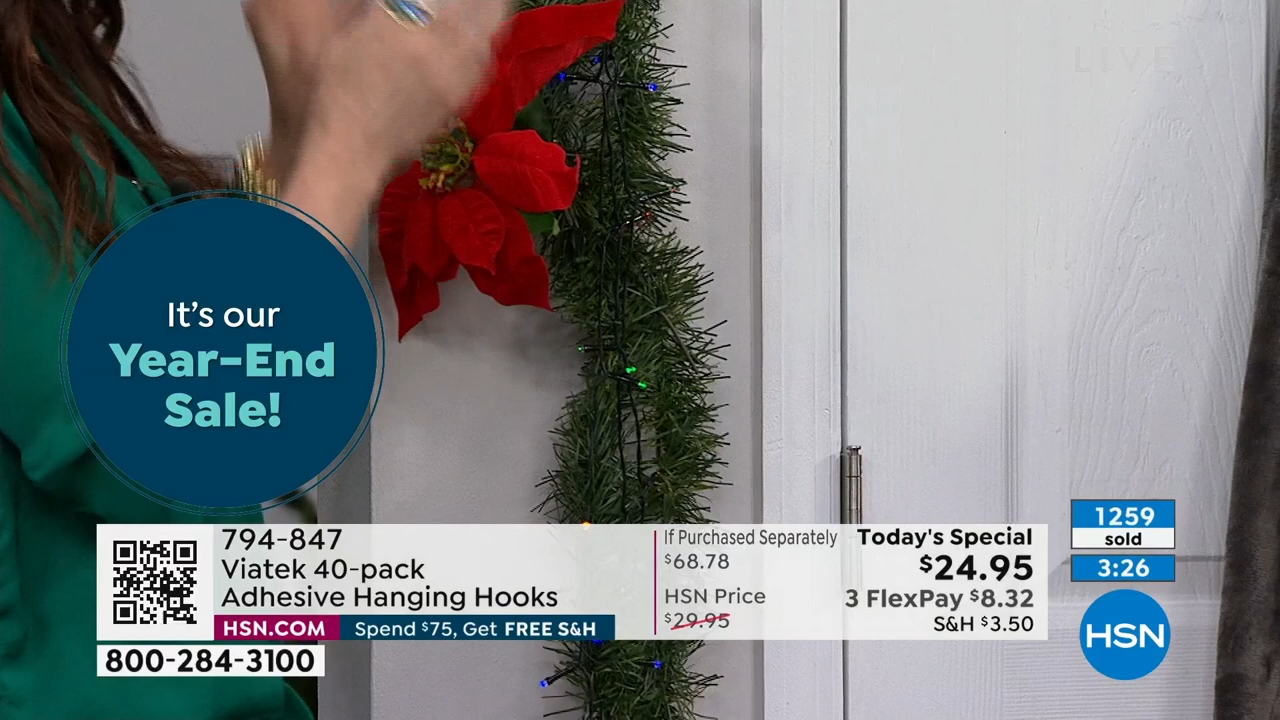 LIVE
It's our
Year-End
Sale!
794-847
Viatek 40-pack
Adhesive Hanging Hooks
HSN.COM Spend $75, Get FREE S&H
800-284-3100
If Purchased Separately
$68.78
HSN Price
$29.95
Today's Special
$24.95
3 FlexPay $8.32
S&H $3.50
1259
sold
3:26
HSN